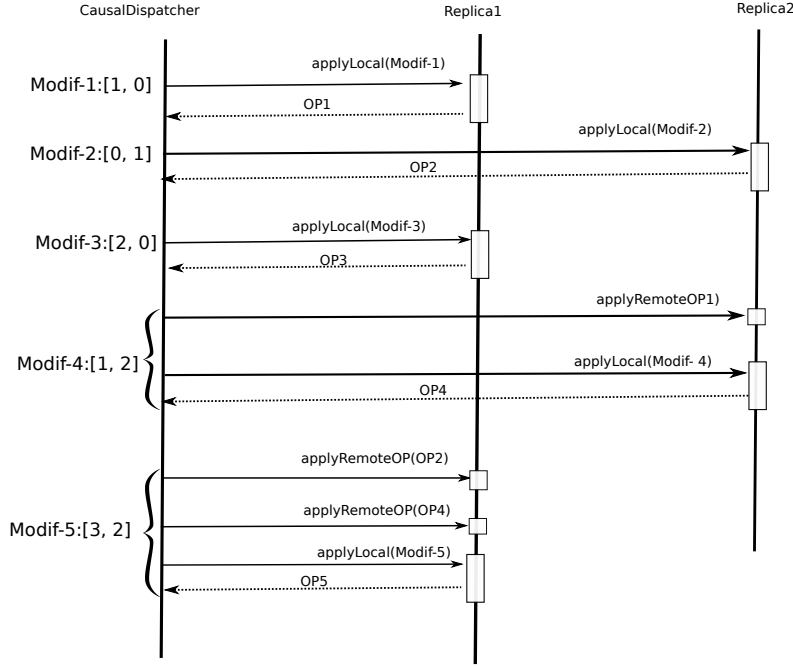 CausalDispatcher
Replica1
Replica2
applyLocal(Modif-1)
Modif-1:[1, 0]
OP1
applyLocal(Modif-2)
Modif-2:[0, 1]
OP2
applyLocal(Modif-3)
Modif-3:[2, 0]
OP3
applyRemoteOP1)
Modif-4:[1, 2]
applyLocal(Modif- 4)
OP4
applyRemoteOP(OP2)
applyRemoteOP(OP4)
Modif-5:[3, 2]
applyLocal(Modif-5)
OP5